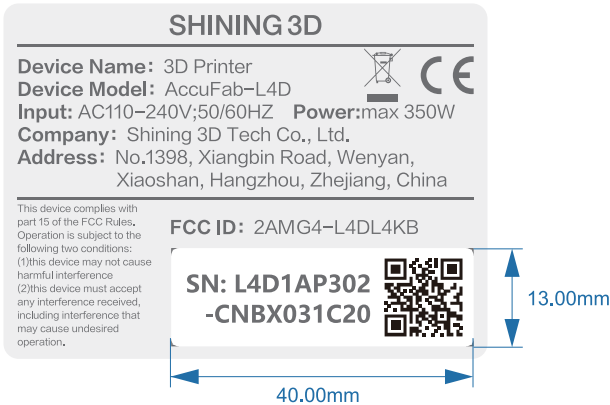 SHINING 3D
Device Name: 3D Printer
Device Model: AccuFab-L4D
Input: AC110-240V;50/60HZ Power:max 350W
Company: Shining 3D Tech Co., Ltd.
Address: No.1398, Xiangbin Road, Wenyan,
Xiaoshan, Hangzhou, Zhejiang, China
CE
This device complies with
part 15 of the FCC Rules.
Operation is subject to the
following two conditions:
(1)this device may not cause
harmful interference
(2)this device must accept
any interference received,
including interference that
may cause undesired
operation.
FCC ID: 2AMG4-L4DL4KB
SN: L4D1AP302
-CNBX031C20
13.00mm
40.00mm